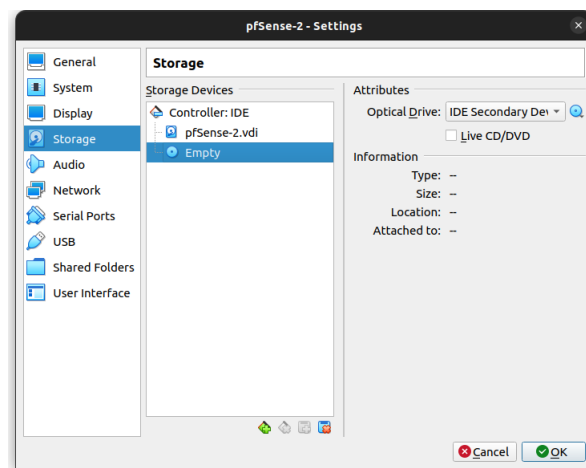 pfSense-2 - Settings
General
System
Display
Storage
Audio
Network
Serial Ports
USB
Shared Folders
User Interface
Storage
Storage Devices
Controller: IDE
pfSense-2.vdi
Empty
Attributes
Optical Drive: IDE Secondary Dev
Live CD/DVD
Information
Type: --
Size: --
Location: --
Attached to: --
Cancel
OK